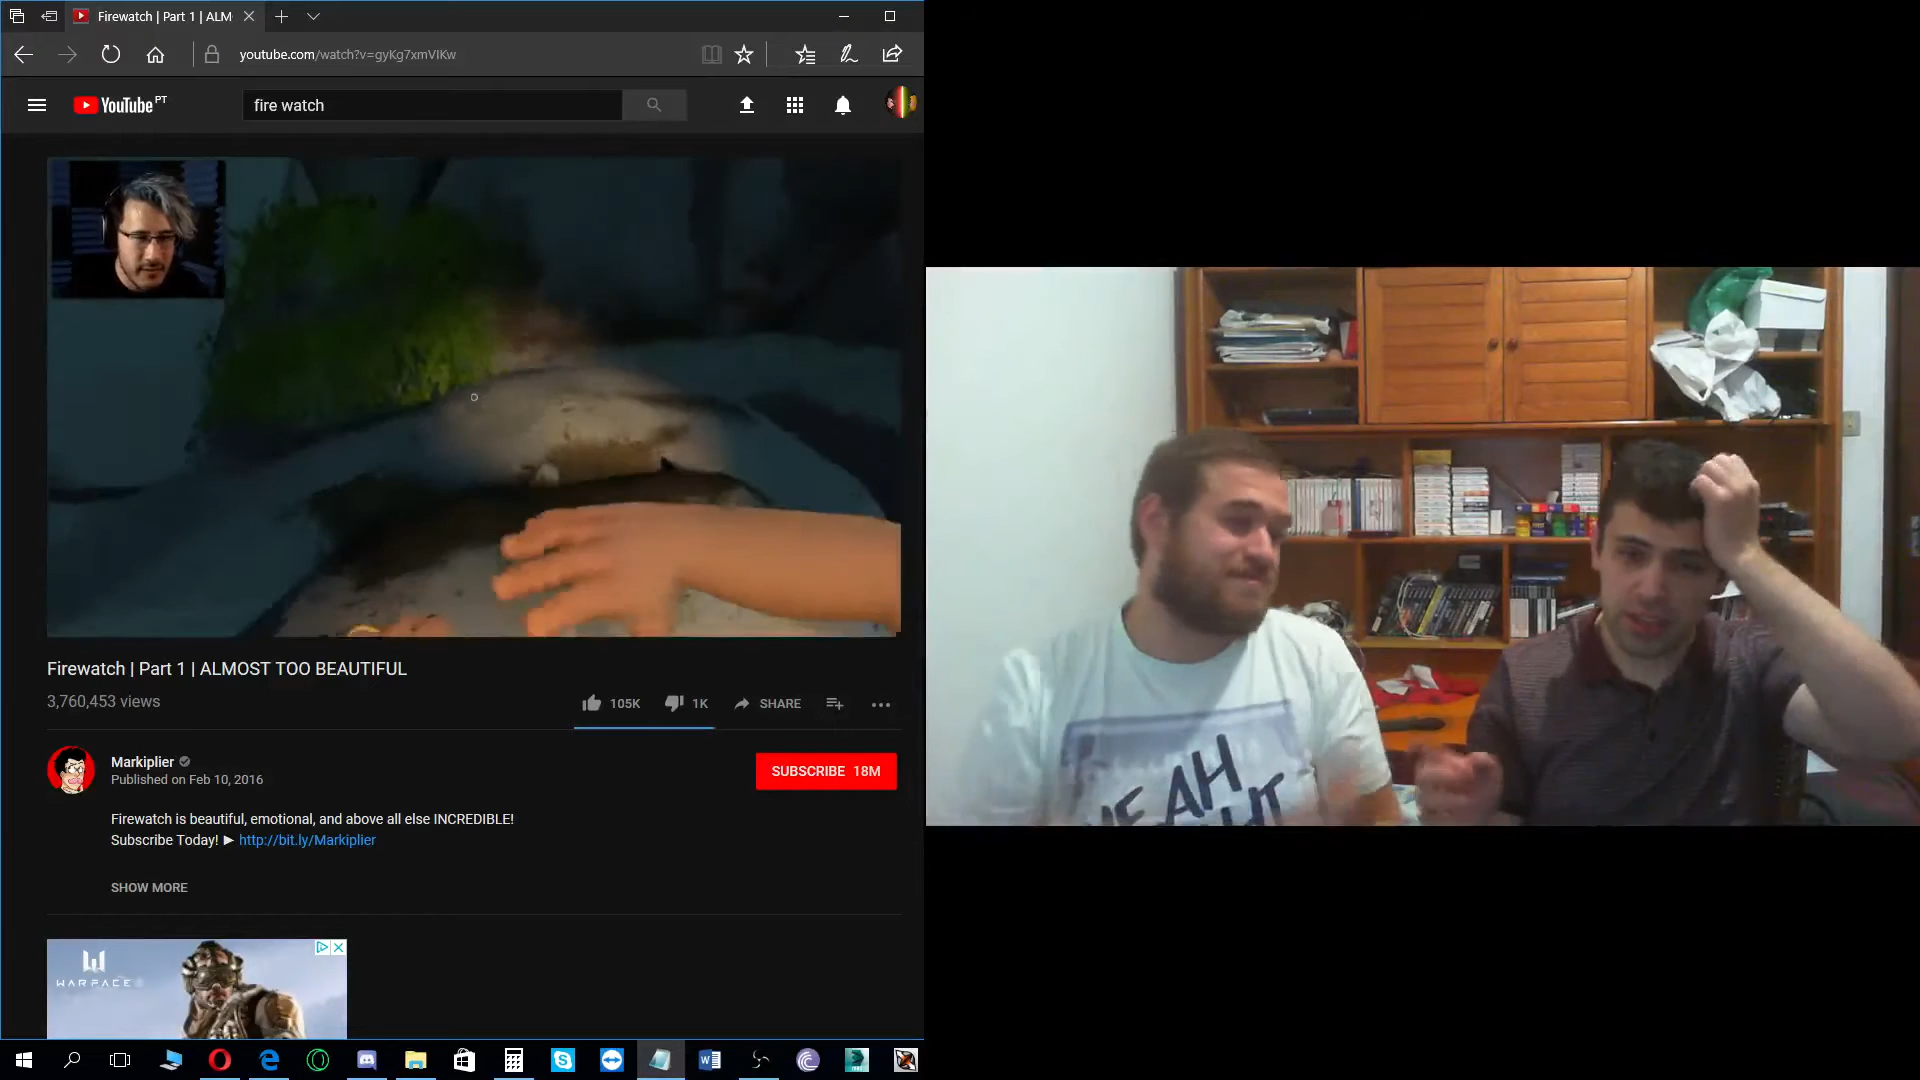 Firewatch | Part 1 | ALM
youtube.com/watch?v=gyKg7xmVIKw
YouTube PT
fire watch
Firewatch | Part 1 | ALMOST TOO BEAUTIFUL
3,760,453 views
105K
1K
SHARE
Markiplier
Published on Feb 10, 2016
SUBSCRIBE 18M
Firewatch is beautiful, emotional, and above all else INCREDIBLE!
Subscribe Today! ► http://bit.ly/Markiplier
SHOW MORE
WARFACE
YEAH